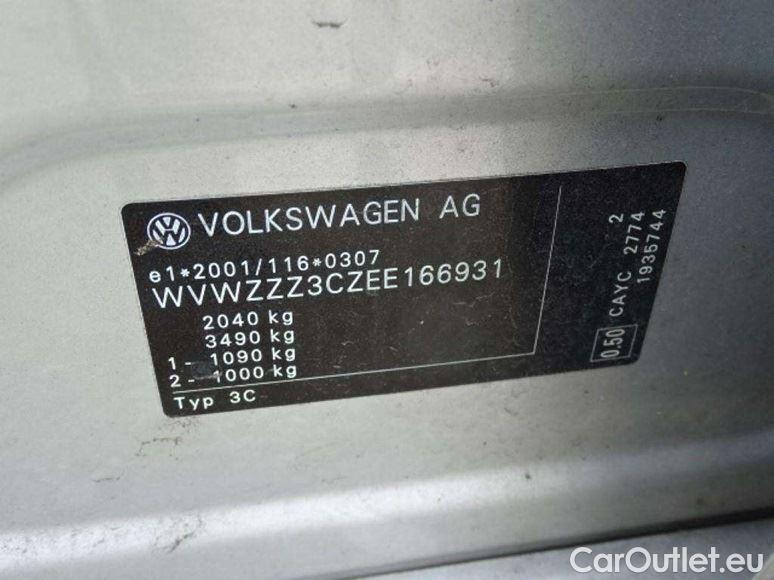 VOLKSWAGEN AG
e1*2001/116*0307
WVWZZZ3CZEE166931
2040 kg
3490 kg
1- 1090 kg
2- 1000 kg
Typ 3C
0.50 CAYC 2774 2
1935744
CarOutlet.eu